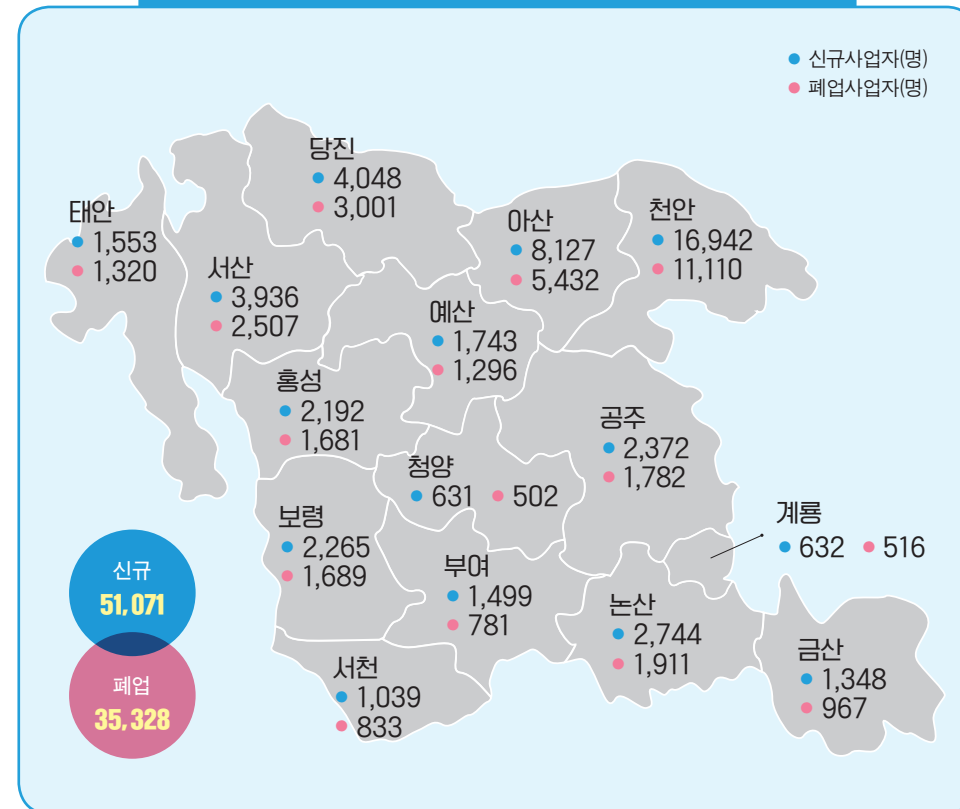 신규사업자(명)
폐업사업자(명)
당진
4,048
3,001
태안
1,553
1,320
서산
3,936
2,507
아산
8,127
5,432
천안
16,942
11,110
예산
1,743
1,296
홍성
2,192
1,681
공주
2,372
1,782
청양
631 502
보령
2,265
1,689
부여
1,499
781
계룡
632 516
논산
2,744
1,911
금산
1,348
967
서천
1,039
833
신규
51,071
폐업
35,328